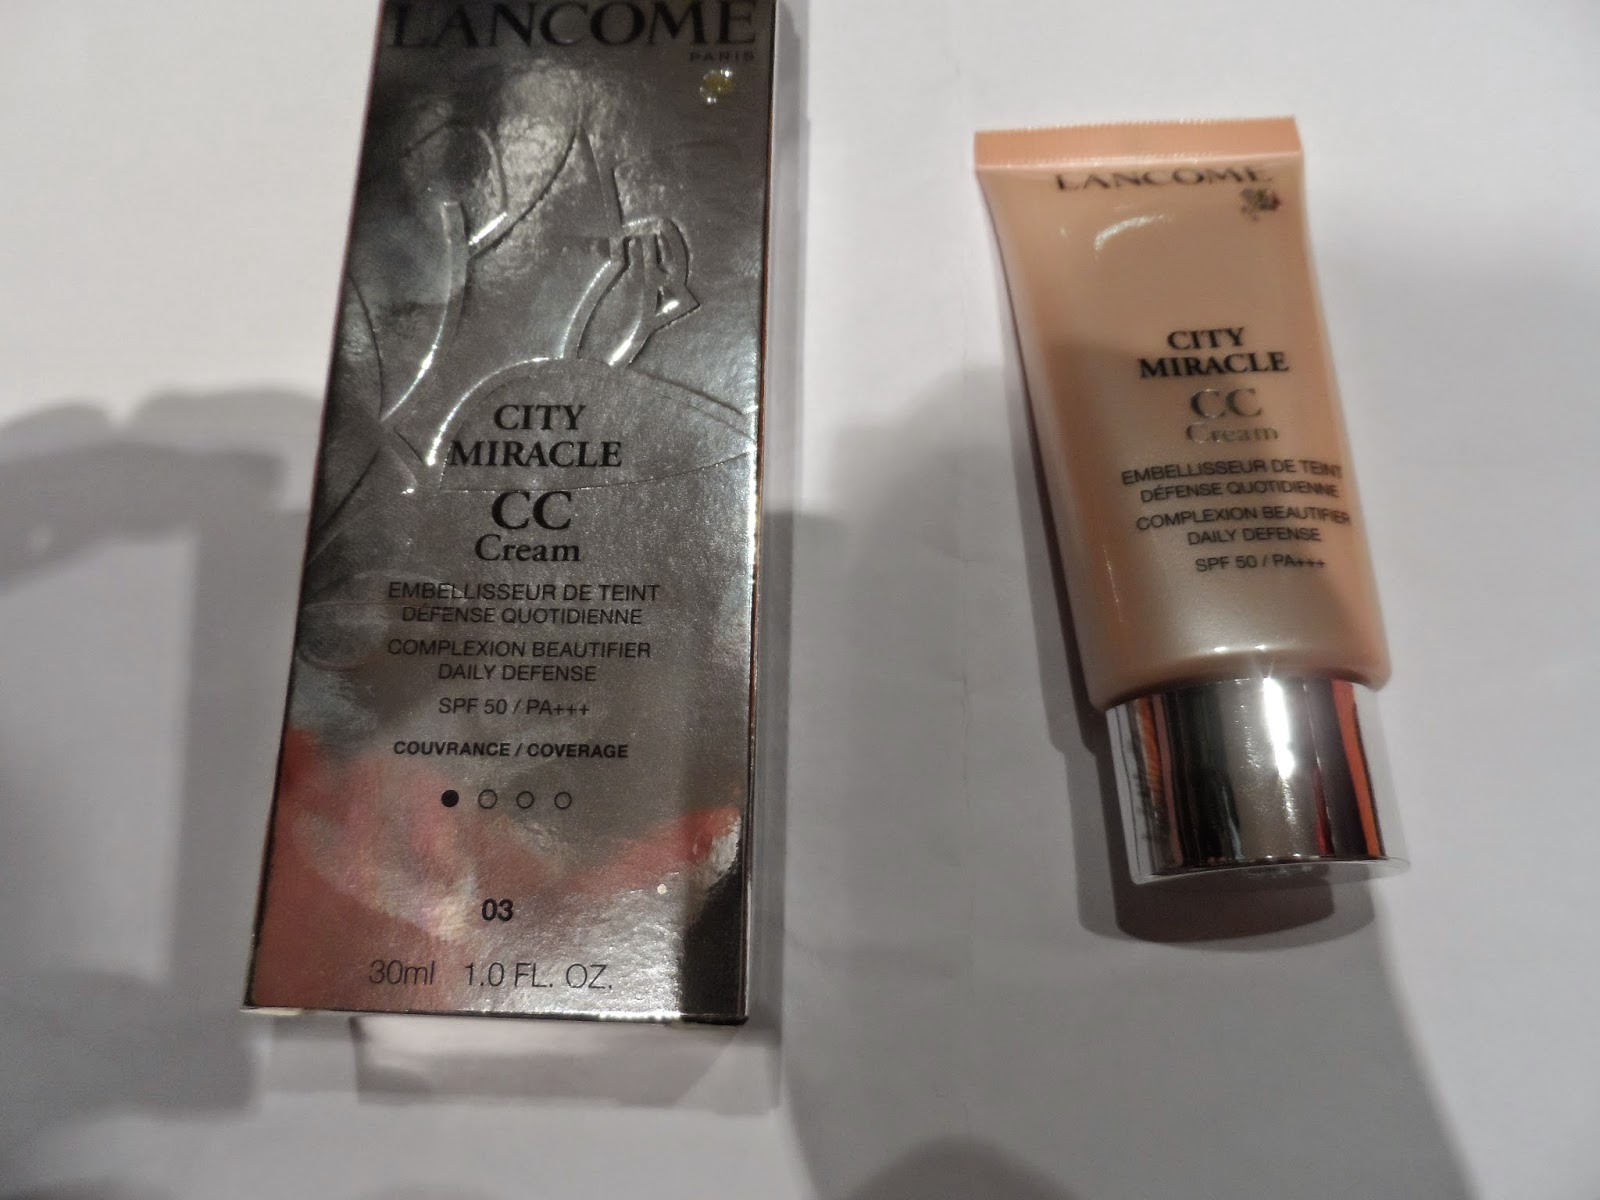 LANCOME
PARIS
CITY
MIRACLE
CC
Cream
EMBELLISSEUR DE TEINT
DÉFENSE QUOTIDIENNE
COMPLEXION BEAUTIFIER
DAILY DEFENSE
SPF 50 / PA+++
COUVRANCE / COVERAGE
03
30ml 1.0 FL. OZ.
LANCOME
CITY
MIRACLE
CC
Cream
EMBELLISSEUR DE TEINT
DÉFENSE QUOTIDIENNE
COMPLEXION BEAUTIFIER
DAILY DEFENSE
SPF 50 / PA+++